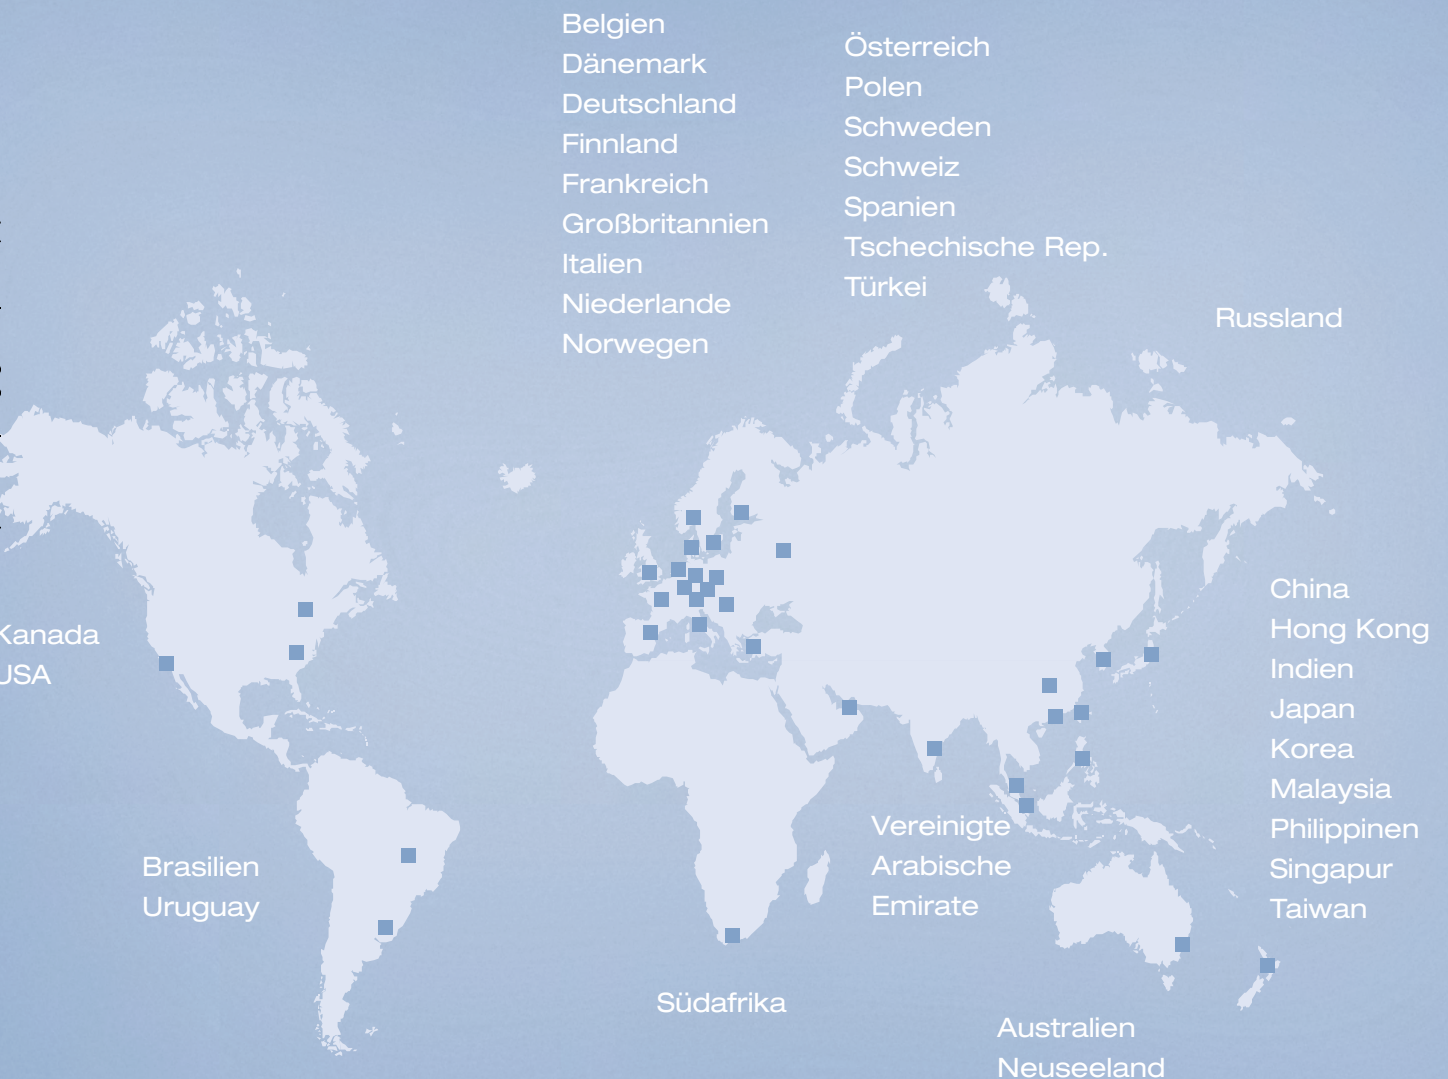 Belgien
Dänemark
Deutschland
Finnland
Frankreich
Großbritannien
Italien
Niederlande
Norwegen
Österreich
Polen
Schweden
Schweiz
Spanien
Tschechische Rep.
Türkei
Russland
Kanada
USA
China
Hong Kong
Indien
Japan
Korea
Malaysia
Philippinen
Singapur
Taiwan
Brasilien
Uruguay
Vereinigte
Arabische
Emirate
Südafrika
Australien
Neuseeland